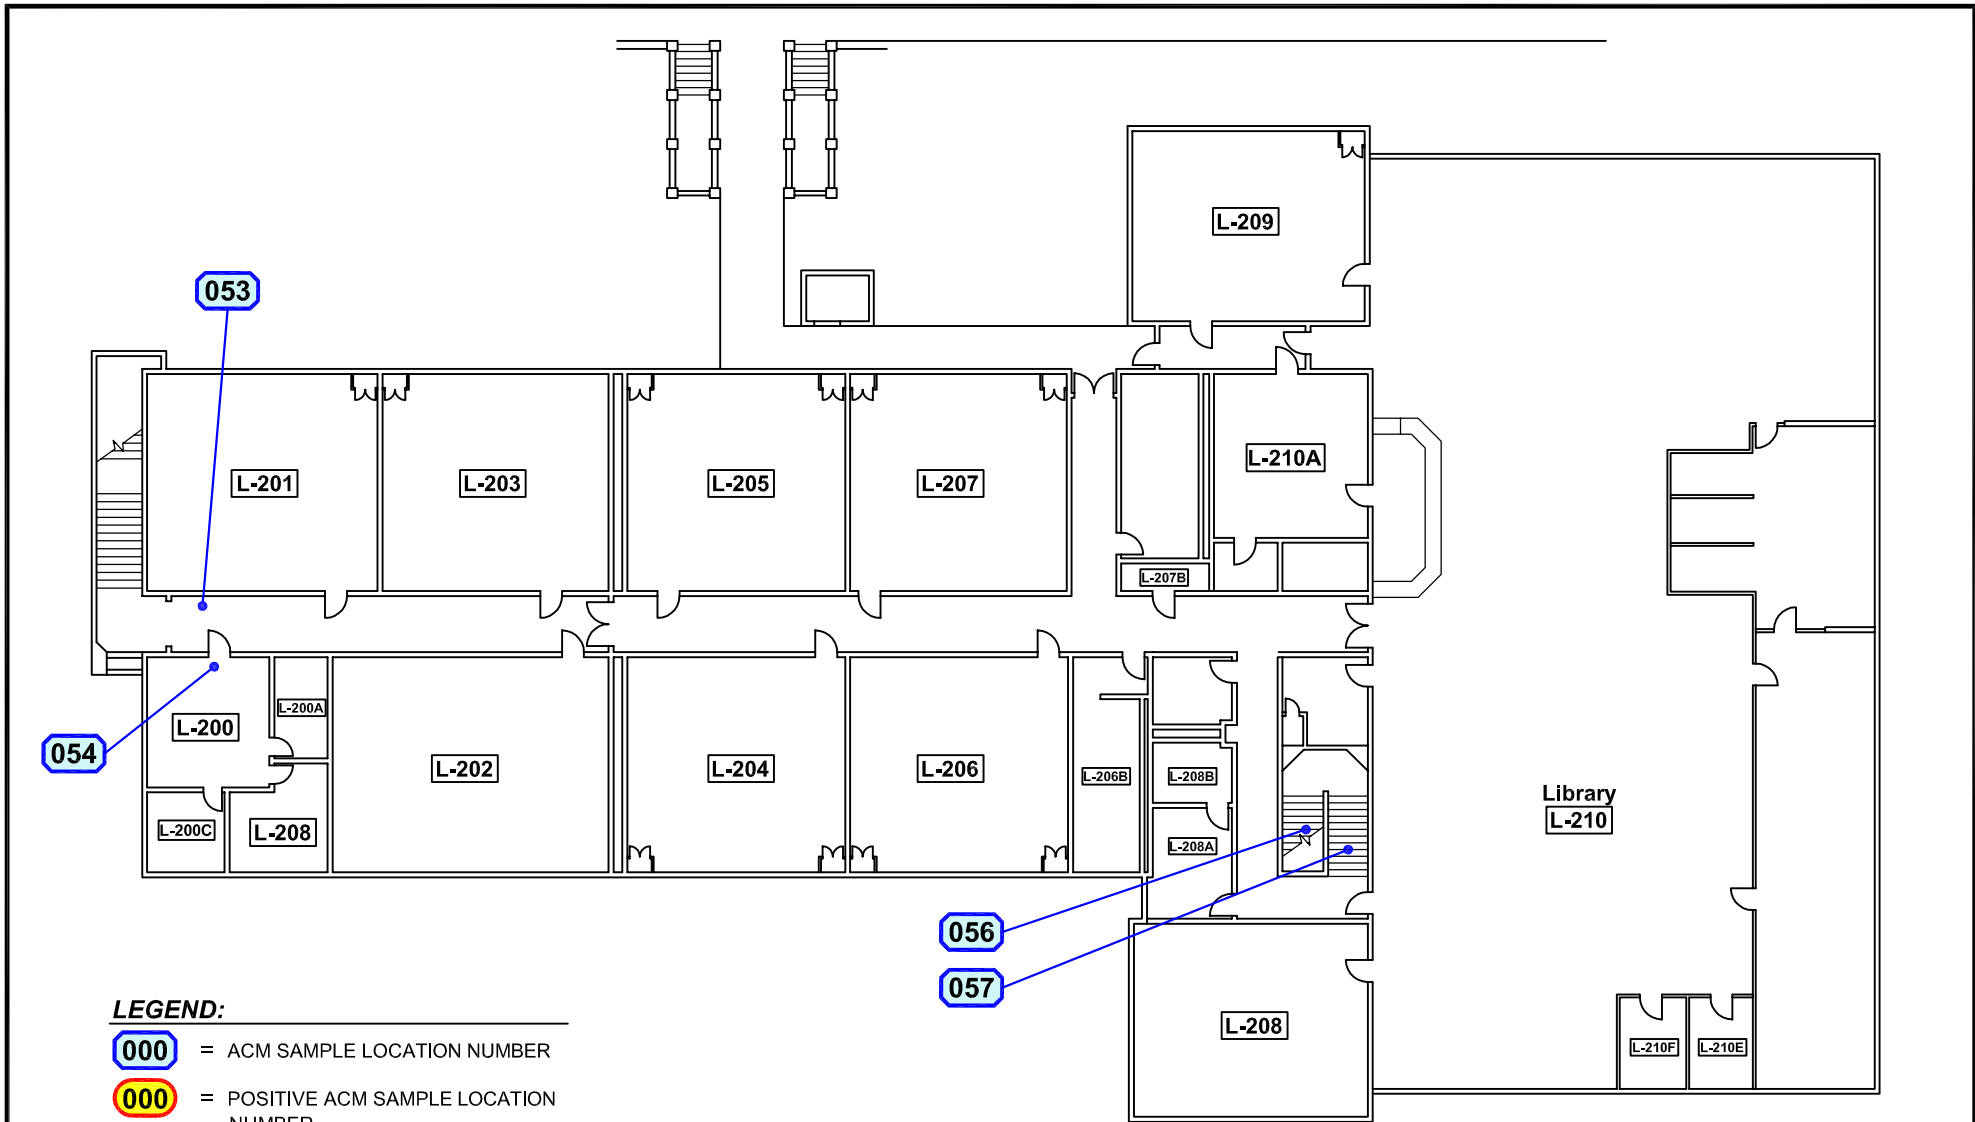 L-209
053
L-201
L-203
L-205
L-207
L-210A
L-207B
L-200
L-200A
054
L-202
L-204
L-206
L-206B
L-208B
Library
L-210
L-200C
L-208
L-208A
056
057
L-208
L-210F
L-210E
LEGEND:
000 = ACM SAMPLE LOCATION NUMBER
000 = POSITIVE ACM SAMPLE LOCATION
NUMBER